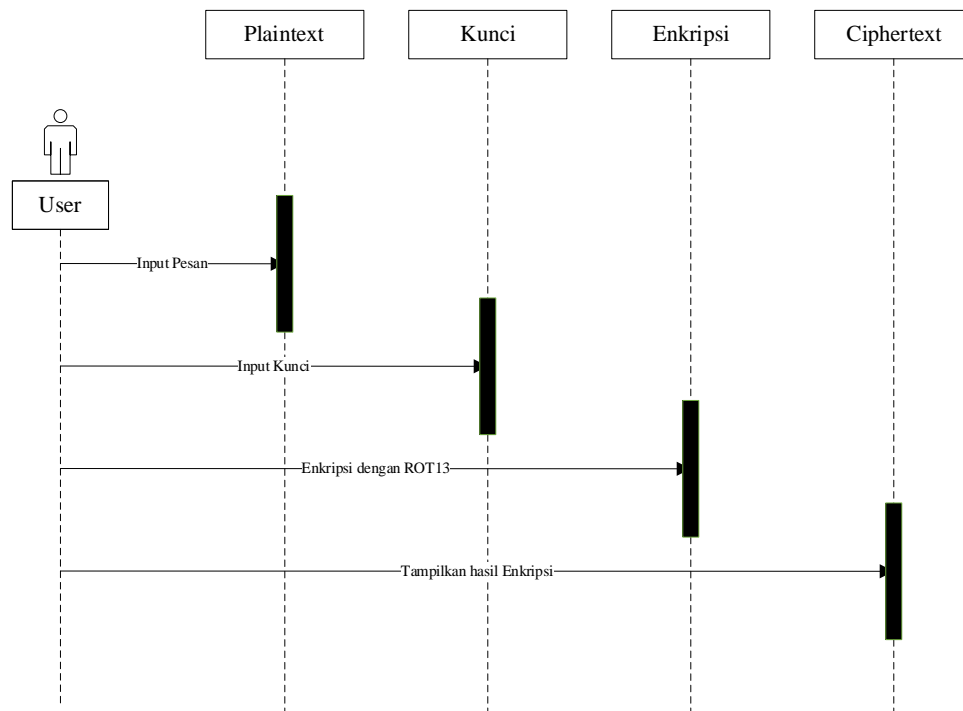 Plaintext
Kunci
Enkripsi
Ciphertext
User
Input Pesan
Input Kunci
Enkripsi dengan ROT13
Tampilkan hasil Enkripsi